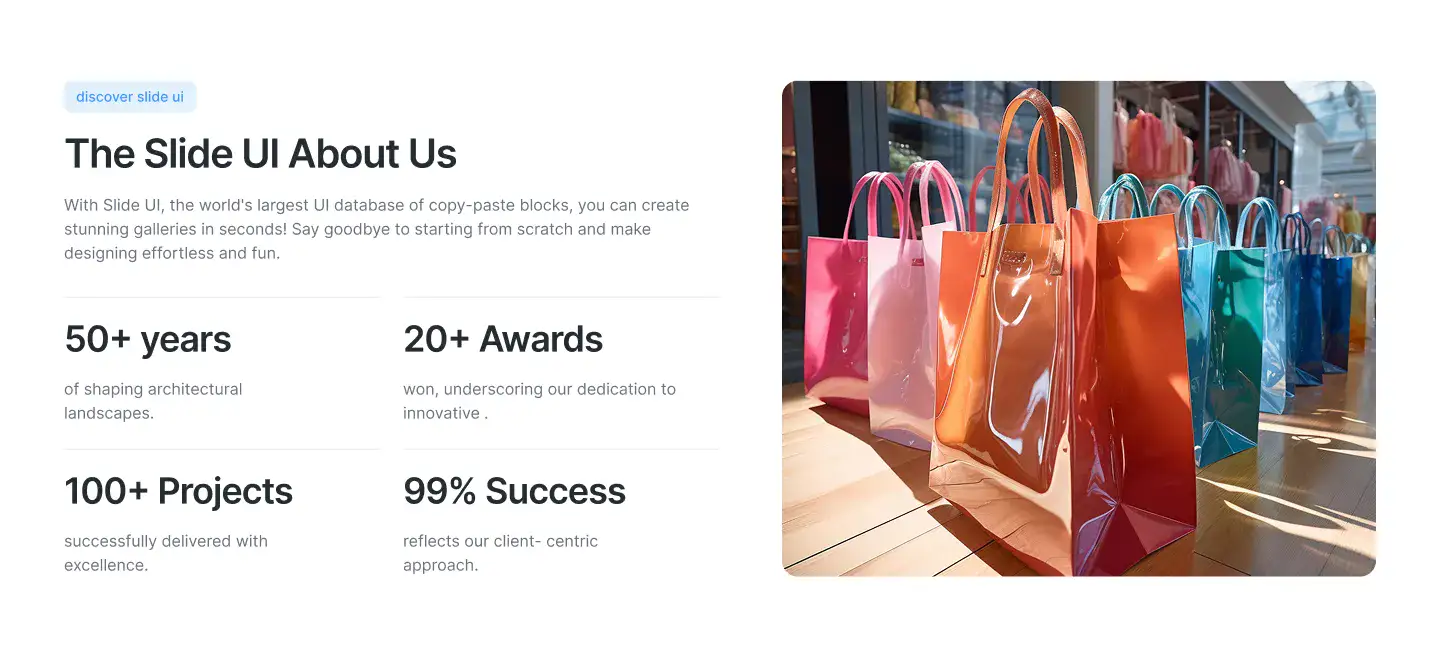 discover slide ui
The Slide UI About Us
With Slide UI, the world's largest UI database of copy-paste blocks, you can create
stunning galleries in seconds! Say goodbye to starting from scratch and make
designing effortless and fun.
50+ years
of shaping architectural
landscapes.
20+ Awards
won, underscoring our dedication to
innovative .
100+ Projects
successfully delivered with
excellence.
99% Success
reflects our client- centric
approach.